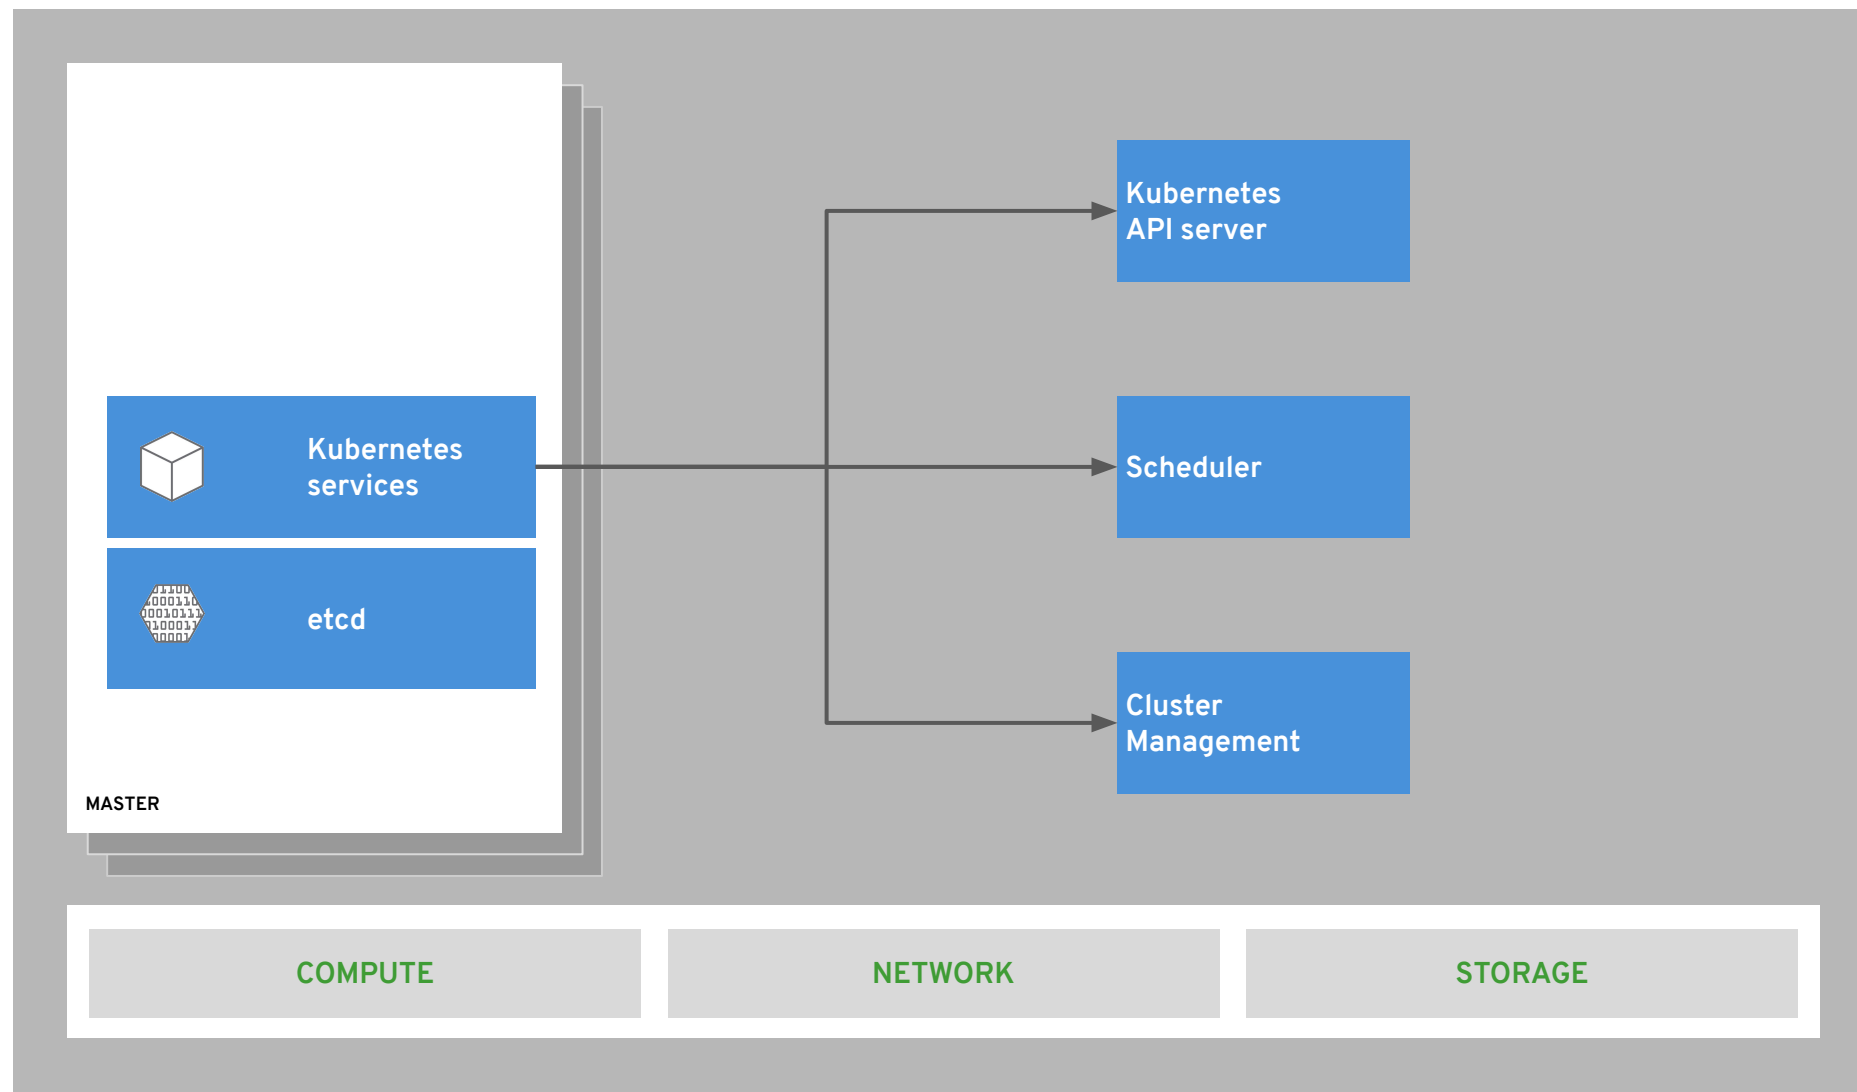 Kubernetes
API server
Kubernetes
services
Scheduler
etcd
Cluster
Management
MASTER
COMPUTE
NETWORK
STORAGE